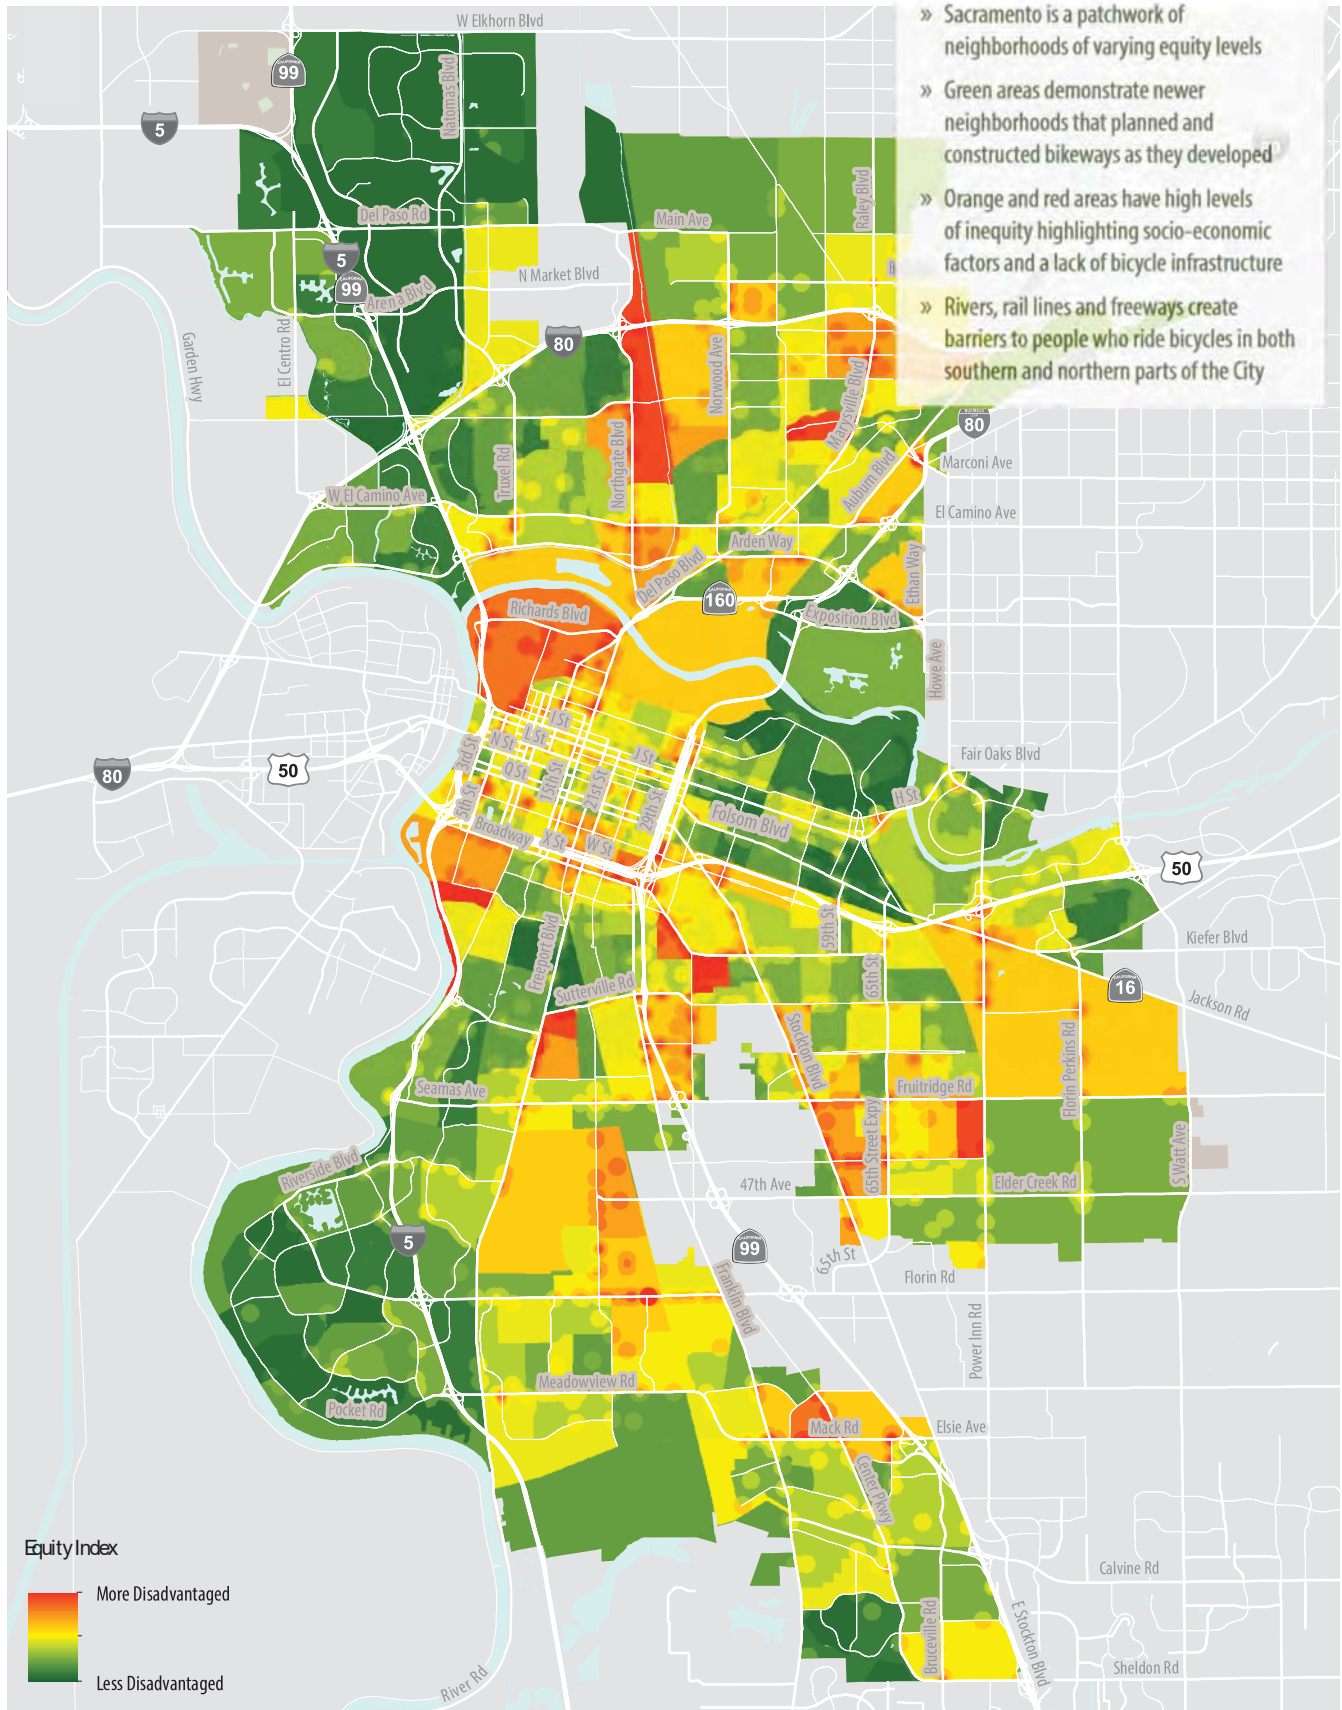 W Elkhorn Blvd
» Sacramento is a patchwork of
neighborhoods of varying equity levels
» Green areas demonstrate newer
neighborhoods that planned and
constructed bikeways as they developed
» Orange and red areas have high levels
of inequity highlighting socio-economic
factors and a lack of bicycle infrastructure
» Rivers, rail lines and freeways create
barriers to people who ride bicycles in both
southern and northern parts of the City
CALIFORNIA
99
Natomas Blvd
5
Raley Blvd
Del Paso Rd
Main Ave
5
N Market Blvd
CALIFORNIA
99
Arena Blvd
80
Garden Hwy
El Centro Rd
Norwood Ave
Marysville Blvd
80
Northgate Blvd
Truxel Rd
Marconi Ave
Auburn Blvd
W El Camino Ave
El Camino Ave
Arden Way
Del Paso Blvd
Ethan Way
CALIFORNIA
160
Richards Blvd
Exposition Blvd
Howe Ave
I St
L St
N St
J St
3rd St
Q St
15th St
21st St
29th St
Fair Oaks Blvd
80
50
5th St
H St
Folsom Blvd
Broadway
X St
W St
50
Freeport Blvd
59th St
65th St
Kiefer Blvd
Sutterville Rd
CALIFORNIA
16
Jackson Rd
Stockton Blvd
Florin Perkins Rd
Seamas Ave
Fruitridge Rd
65th Street Expy
S Watt Ave
Riverside Blvd
47th Ave
Elder Creek Rd
5
CALIFORNIA
99
65th St
Florin Rd
Franklin Blvd
Power Inn Rd
Meadowview Rd
Pocket Rd
Mack Rd
Elsie Ave
Center Pkwy
Equity Index
More Disadvantaged
Less Disadvantaged
Calvine Rd
Bruceville Rd
E Stockton Blvd
Sheldon Rd
River Rd